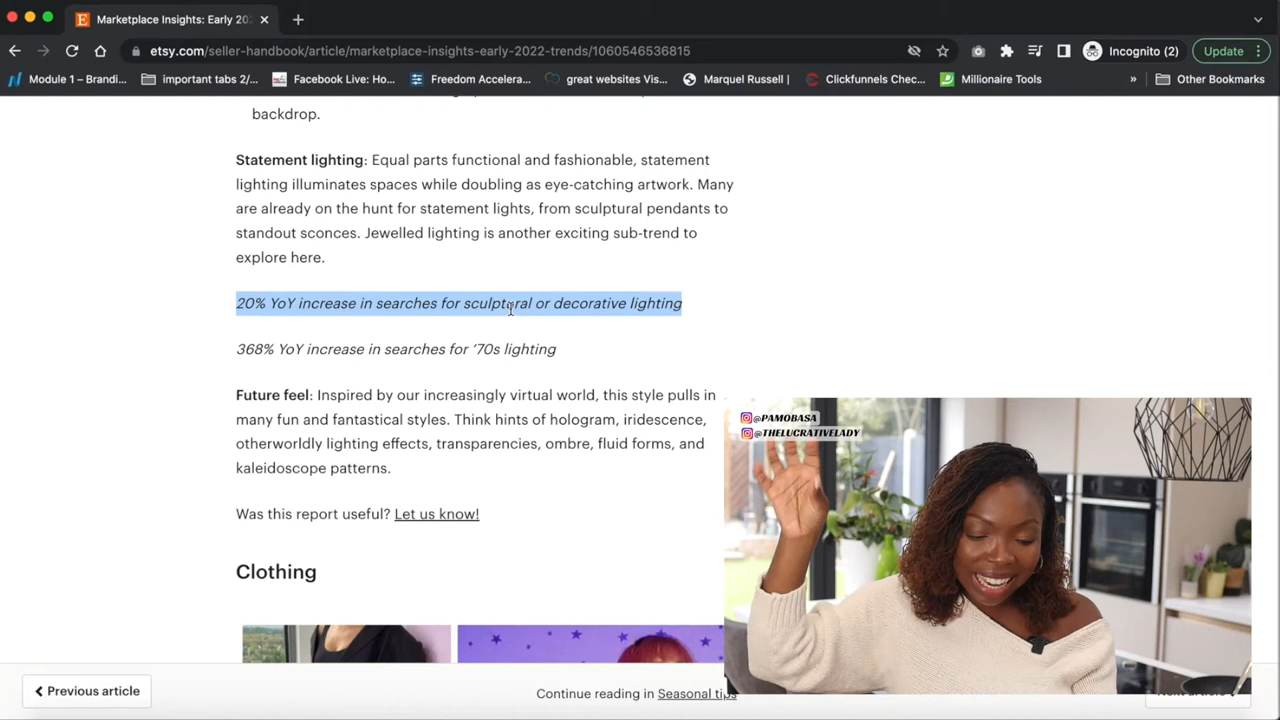 Marketplace Insights: Early 202
etsy.com/seller-handbook/article/marketplace-insights-early-2022-trends/1060546536815
Incognito (2)
Update
Module 1 – Brandi...
important tabs 2/...
Facebook Live: Ho...
Freedom Accelera...
great websites Vis...
Marquel Russell |
Clickfunnels Chec...
Millionaire Tools
»
Other Bookmarks
backdrop.
Statement lighting: Equal parts functional and fashionable, statement
lighting illuminates spaces while doubling as eye-catching artwork. Many
are already on the hunt for statement lights, from sculptural pendants to
standout sconces. Jewelled lighting is another exciting sub-trend to
explore here.
20% YoY increase in searches for sculptural or decorative lighting
368% YoY increase in searches for ’70s lighting
Future feel: Inspired by our increasingly virtual world, this style pulls in
many fun and fantastical styles. Think hints of hologram, iridescence,
otherworldly lighting effects, transparencies, ombre, fluid forms, and
kaleidoscope patterns.
Was this report useful? Let us know!
@PAMOBASA
@THELUCRATIVELADY
Clothing
Previous article
Continue reading in Seasonal tips